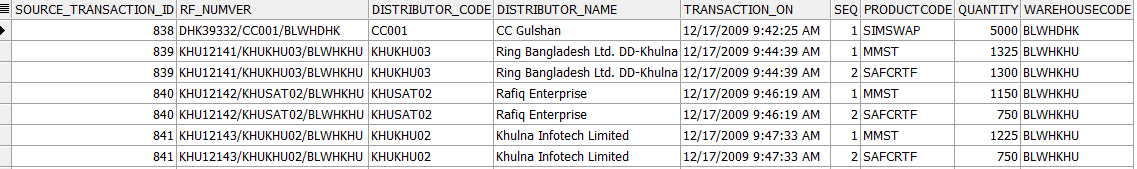 SOURCE_TRANSACTION_ID RF_NUMVER DISTRIBUTOR_CODE DISTRIBUTOR_NAME TRANSACTION_ON SEQ PRODUCTCODE QUANTITY WAREHOUSECODE
838 DHK39332/CC001/BLWHDHK CC001 CC Gulshan 12/17/2009 9:42:25 AM 1 SIMSWAP 5000 BLWHDHK
839 KHU12141/KHUKHU03/BLWHKHU KHUKHU03 Ring Bangladesh Ltd. DD-Khulna 12/17/2009 9:44:39 AM 1 MMST 1325 BLWHKHU
839 KHU12141/KHUKHU03/BLWHKHU KHUKHU03 Ring Bangladesh Ltd. DD-Khulna 12/17/2009 9:44:39 AM 2 SAFCRTF 1300 BLWHKHU
840 KHU12142/KHUSAT02/BLWHKHU KHUSAT02 Rafiq Enterprise 12/17/2009 9:46:19 AM 1 MMST 1150 BLWHKHU
840 KHU12142/KHUSAT02/BLWHKHU KHUSAT02 Rafiq Enterprise 12/17/2009 9:46:19 AM 2 SAFCRTF 750 BLWHKHU
841 KHU12143/KHUKHU02/BLWHKHU KHUKHU02 Khulna Infotech Limited 12/17/2009 9:47:33 AM 1 MMST 1225 BLWHKHU
841 KHU12143/KHUKHU02/BLWHKHU KHUKHU02 Khulna Infotech Limited 12/17/2009 9:47:33 AM 2 SAFCRTF 750 BLWHKHU